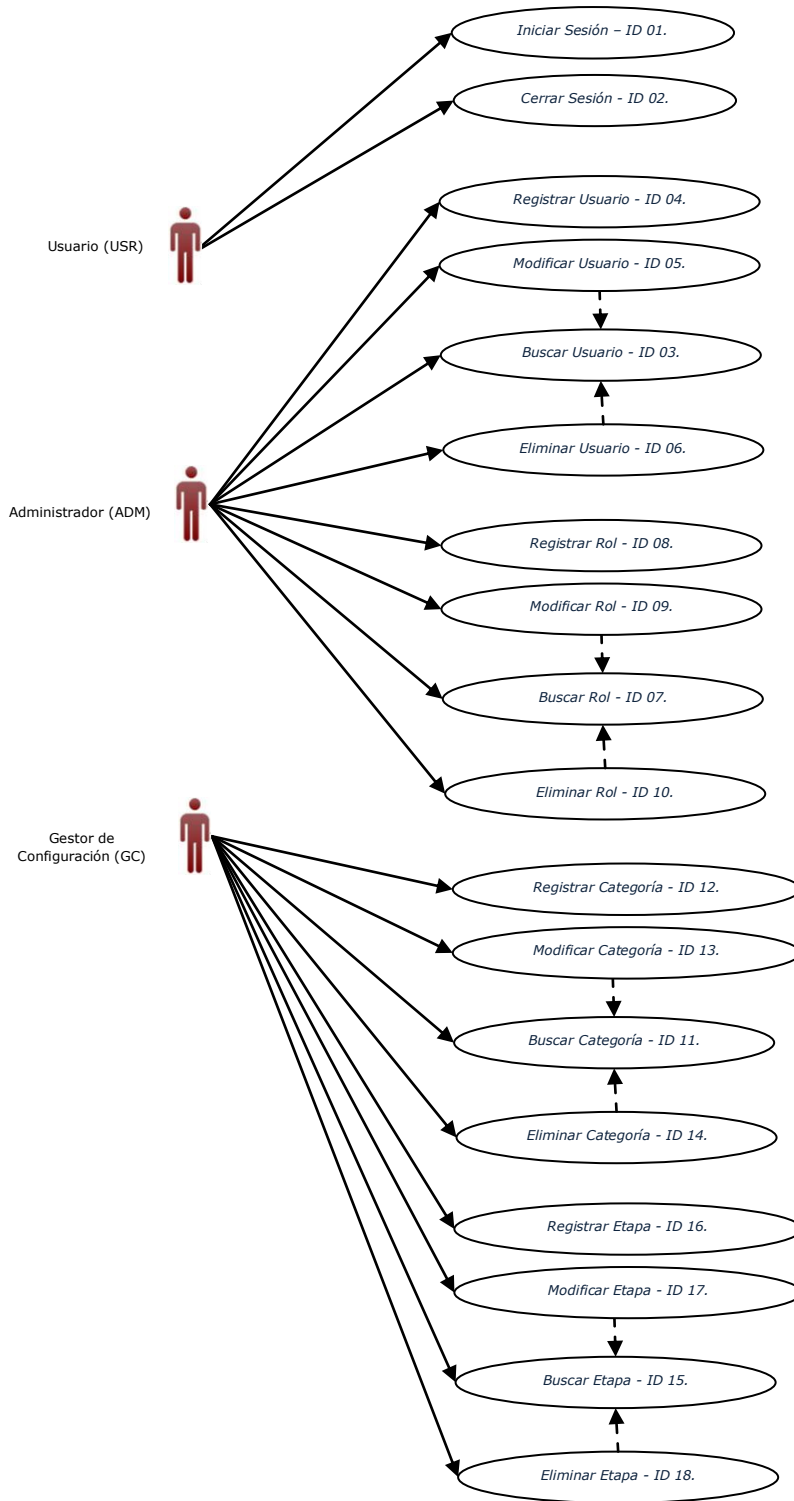 Iniciar Sesión – ID 01.
Cerrar Sesión - ID 02.
Usuario (USR)
Registrar Usuario - ID 04.
Modificar Usuario - ID 05.
Buscar Usuario - ID 03.
Eliminar Usuario - ID 06.
Administrador (ADM)
Registrar Rol - ID 08.
Modificar Rol - ID 09.
Buscar Rol - ID 07.
Eliminar Rol - ID 10.
Gestor de
Configuración (GC)
Registrar Categoría - ID 12.
Modificar Categoría - ID 13.
Buscar Categoría - ID 11.
Eliminar Categoría - ID 14.
Registrar Etapa - ID 16.
Modificar Etapa - ID 17.
Buscar Etapa - ID 15.
Eliminar Etapa - ID 18.